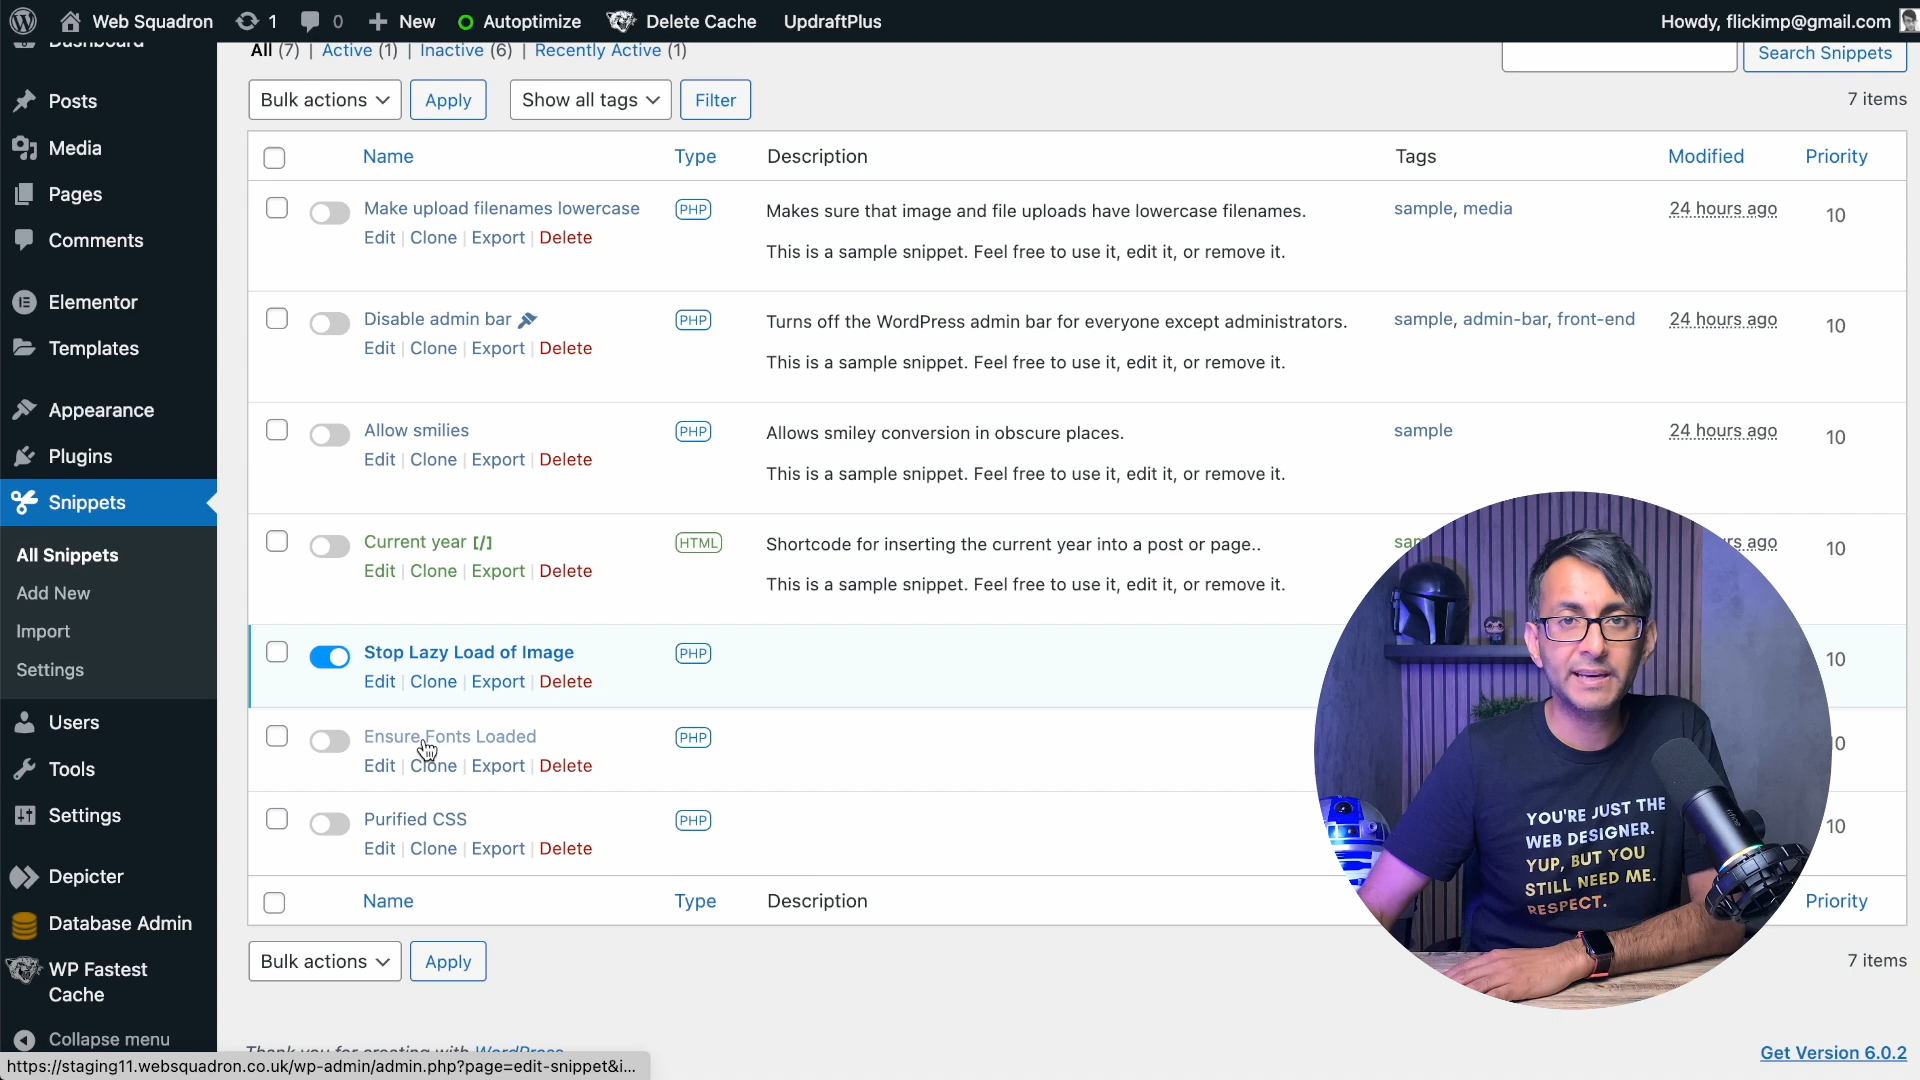 Web Squadron 1 0 New Autoptimize Delete Cache UpdraftPlus Howdy, flickimp@gmail.com
Dashboard
Posts
Media
Pages
Comments
Elementor
Templates
Appearance
Plugins
Snippets
All Snippets
Add New
Import
Settings
Users
Tools
Settings
Depicter
Database Admin
WP Fastest
Cache
Collapse menu
All (7) | Active (1) | Inactive (6) | Recently Active (1)
Search Snippets
Bulk actions Apply Show all tags Filter 7 items
Name Type Description Tags Modified Priority
Make upload filenames lowercase PHP Makes sure that image and file uploads have lowercase filenames. sample, media 24 hours ago 10
Edit | Clone | Export | Delete
This is a sample snippet. Feel free to use it, edit it, or remove it.
Disable admin bar PHP Turns off the WordPress admin bar for everyone except administrators. sample, admin-bar, front-end 24 hours ago 10
Edit | Clone | Export | Delete
This is a sample snippet. Feel free to use it, edit it, or remove it.
Allow smilies PHP Allows smiley conversion in obscure places. sample 24 hours ago 10
Edit | Clone | Export | Delete
This is a sample snippet. Feel free to use it, edit it, or remove it.
Current year [/] HTML Shortcode for inserting the current year into a post or page.. ago 10
Edit | Clone | Export | Delete
This is a sample snippet. Feel free to use it, edit it, or remove it.
Stop Lazy Load of Image PHP 10
Edit | Clone | Export | Delete
Ensure Fonts Loaded PHP
Edit | Clone | Export | Delete
Purified CSS PHP 10
Edit | Clone | Export | Delete
Name Type Description Priority
Bulk actions Apply 7 items
YOU'RE JUST THE
WEB DESIGNER.
YUP, BUT YOU
STILL NEED ME.
RESPECT.
fifine
Thank you for creating with WordPress
Get Version 6.0.2
https://staging11.websquadron.co.uk/wp-admin/admin.php?page=edit-snippet&i...